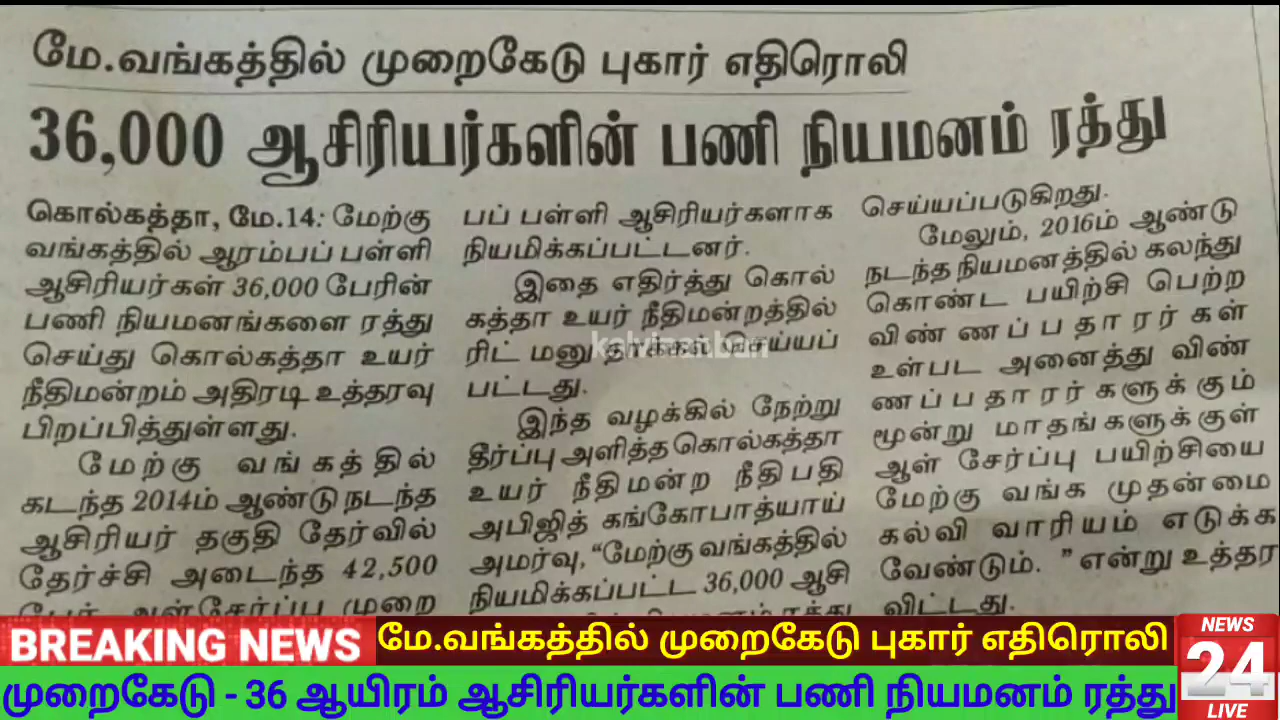 மே.வங்கத்தில் முறைகேடு புகார் எதிரொலி
36,000 ஆசிரியர்களின் பணி நியமனம் ரத்து
கொல்கத்தா, மே.14: மேற்கு
வங்கத்தில் ஆரம்பப் பள்ளி
ஆசிரியர்கள் 36,000 பேரின்
பணி நியமனங்களை ரத்து
செய்து கொல்கத்தா உயர்
நீதிமன்றம் அதிரடி உத்தரவு
பிறப்பித்துள்ளது.
மேற்கு வங்கத்தில்
கடந்த 2014ம் ஆண்டு நடந்த
ஆசிரியர் தகுதி தேர்வில்
தேர்ச்சி அடைந்த 42,500
பேர் ஆள்சேர்ப்பு முறை
பப் பள்ளி ஆசிரியர்களாக
நியமிக்கப்பட்டனர்.
இதை எதிர்த்து கொல்
கத்தா உயர் நீதிமன்றத்தில்
ரிட் மனு தாக்கல் செய்யப்
பட்டது.
இந்த வழக்கில் நேற்று
தீர்ப்பு அளித்த கொல்கத்தா
உயர் நீதிமன்ற நீதிபதி
அபிஜித் கங்கோபாத்யாய்
அமர்வு, “மேற்கு வங்கத்தில்
நியமிக்கப்பட்ட 36,000 ஆசி
நியமனம் ரத்து
செய்யப்படுகிறது.
மேலும், 2016ம் ஆண்டு
நடந்த நியமனத்தில் கலந்து
கொண்ட பயிற்சி பெற்ற
விண்ணப்பதாரர்கள்
உள்பட அனைத்து விண்
ணப்பதாரர்களுக்கும்
மூன்று மாதங்களுக்குள்
ஆள் சேர்ப்பு பயிற்சியை
மேற்கு வங்க முதன்மை
கல்வி வாரியம் எடுக்க
வேண்டும். ” என்று உத்தர
விட்டது.
BREAKING NEWS
மே.வங்கத்தில் முறைகேடு புகார் எதிரொலி
முறைகேடு - 36 ஆயிரம் ஆசிரியர்களின் பணி நியமனம் ரத்து
NEWS
24
LIVE